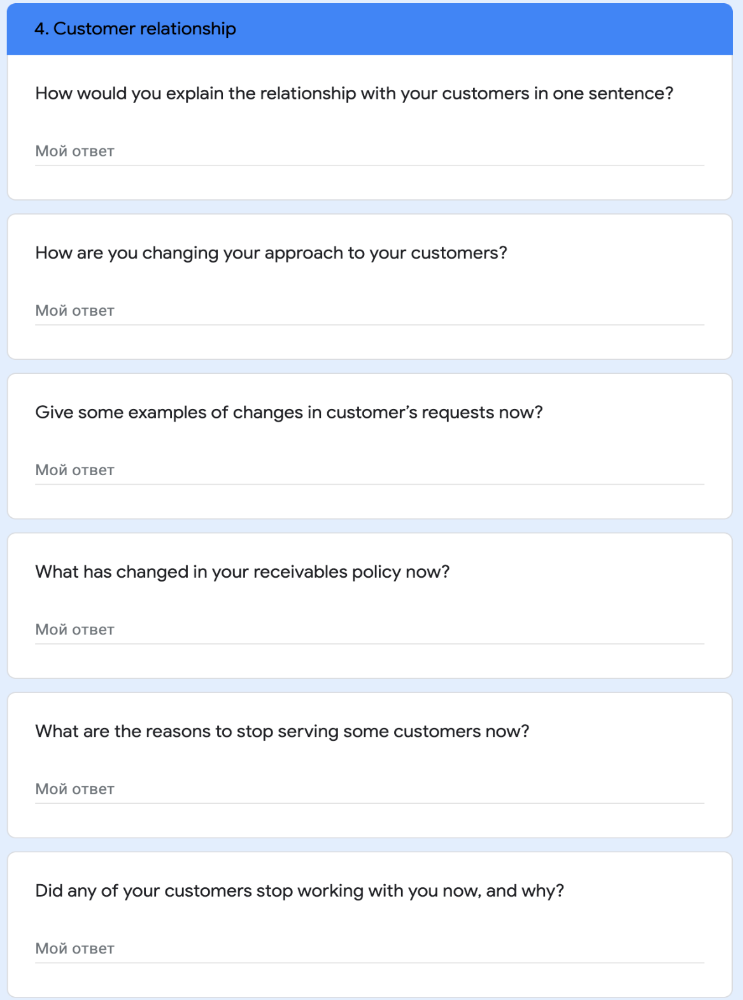 4. Customer relationship
How would you explain the relationship with your customers in one sentence?
Мой ответ
How are you changing your approach to your customers?
Мой ответ
Give some examples of changes in customer’s requests now?
Мой ответ
What has changed in your receivables policy now?
Мой ответ
What are the reasons to stop serving some customers now?
Мой ответ
Did any of your customers stop working with you now, and why?
Мой ответ